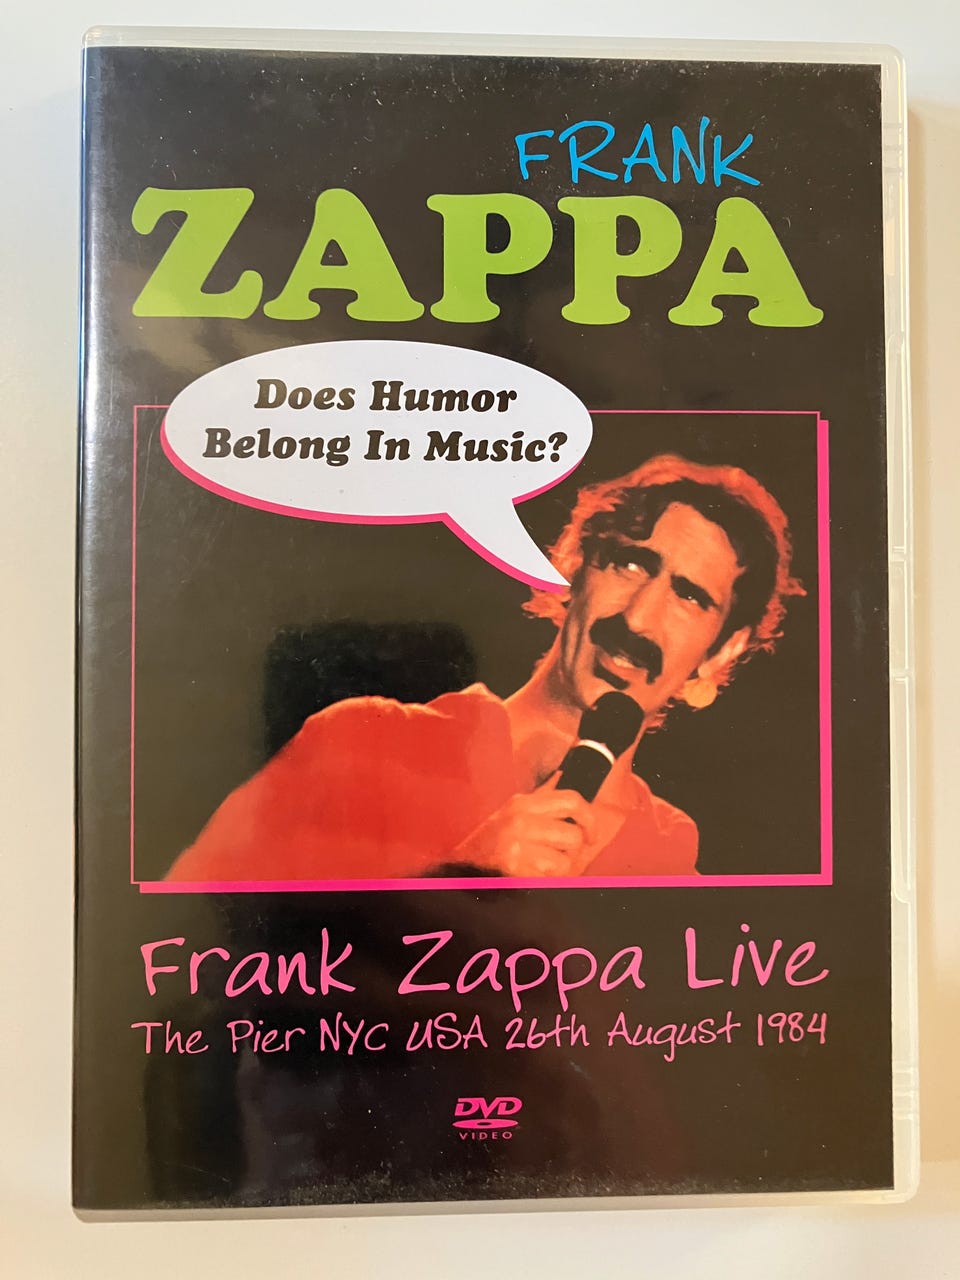 FRANK
ZAPPA
Does Humor
Belong In Music?
Frank Zappa Live
The Pier NYC USA 26th August 1984
DVD
VIDEO